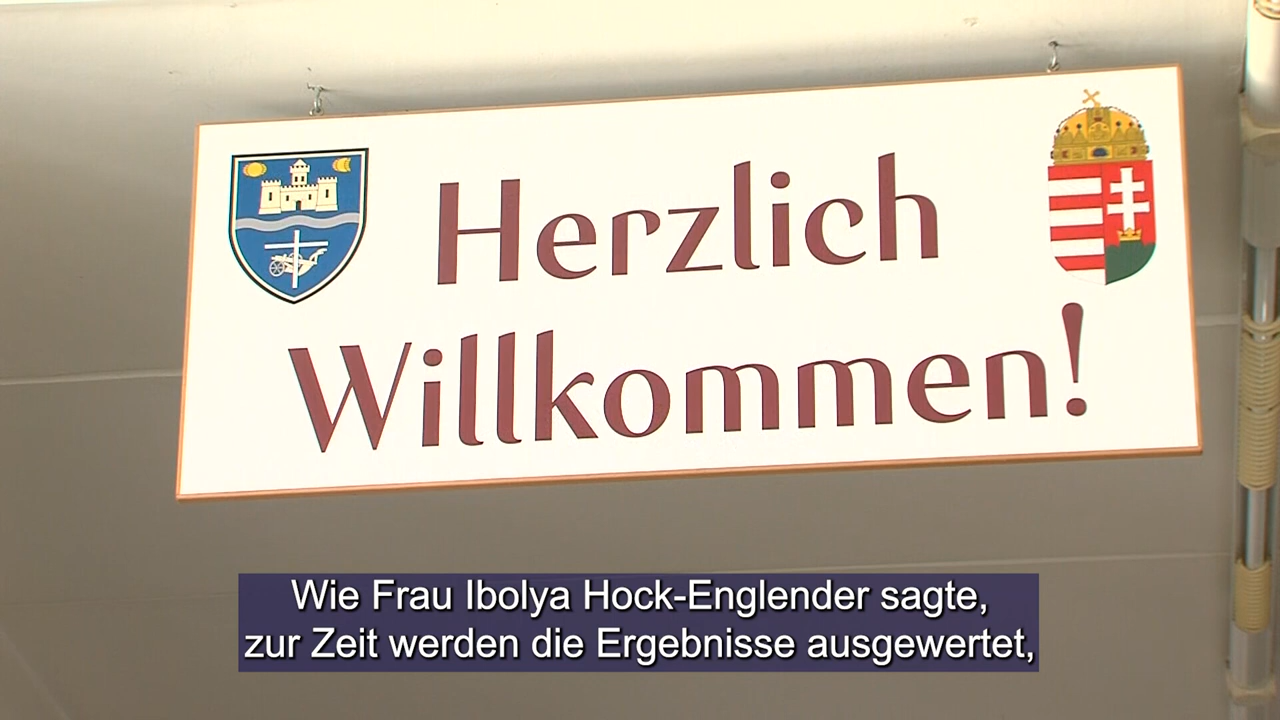 Herzlich
Willkommen!
Wie Frau Ibolya Hock-Englender sagte,
zur Zeit werden die Ergebnisse ausgewertet,